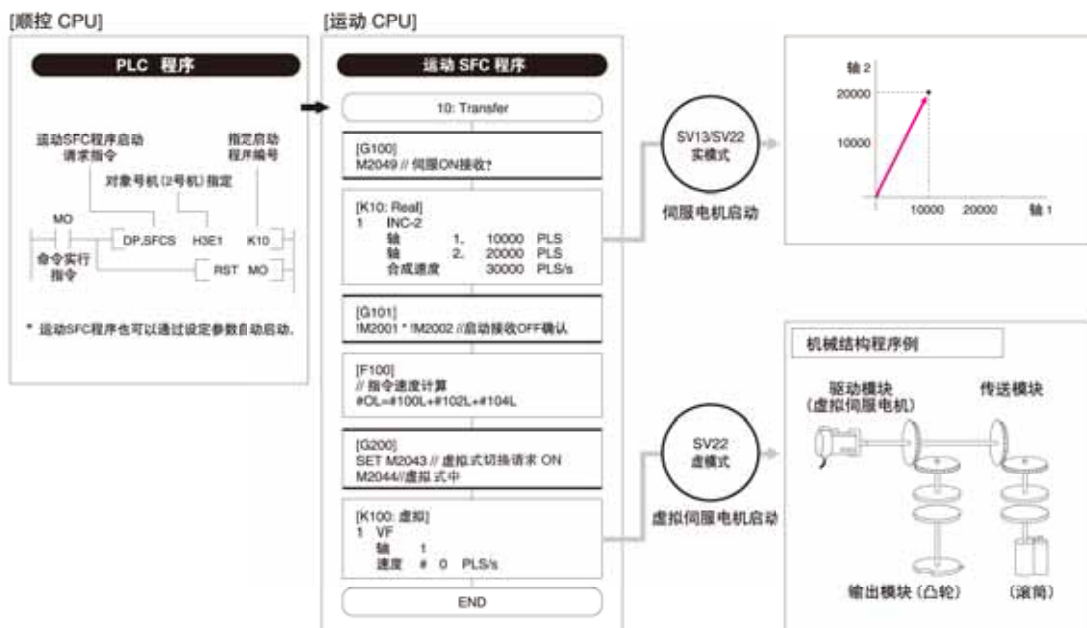 [顺控 CPU]
PLC 程序
运动SFC程序启动
请求指令
指定启动
程序编号
对象号机(2号机)指定
MO
DP.SFCS H3E1 K10
命令实行
指令
RST MO
* 运动SFC程序也可以通过设定参数自动启动.
[运动 CPU]
运动 SFC 程序
10: Transfer
[G100]
M2049 // 伺服ON接收?
[K10: Real]
1 INC-2
轴 1, 10000 PLS
轴 2, 20000 PLS
合成速度 30000 PLS/s
[G101]
!M2001 * !M2002 //启动接收OFF确认
[F100]
// 指令速度计算
#OL=#100L+#102L+#104L
[G200]
SET M2043 // 虚拟式切换请求 ON
M2044//虚拟式中
[K100: 虚拟]
1 VF
轴 1
速度 # 0 PLS/s
END
SV13/SV22
实模式
伺服电机启动
SV22
虚模式
虚拟伺服电机启动
轴 2
20000
10000
10000 20000 轴 1
机械结构程序例
驱动模块
(虚拟伺服电机)
传送模块
输出模块 (凸轮)
(滚筒)